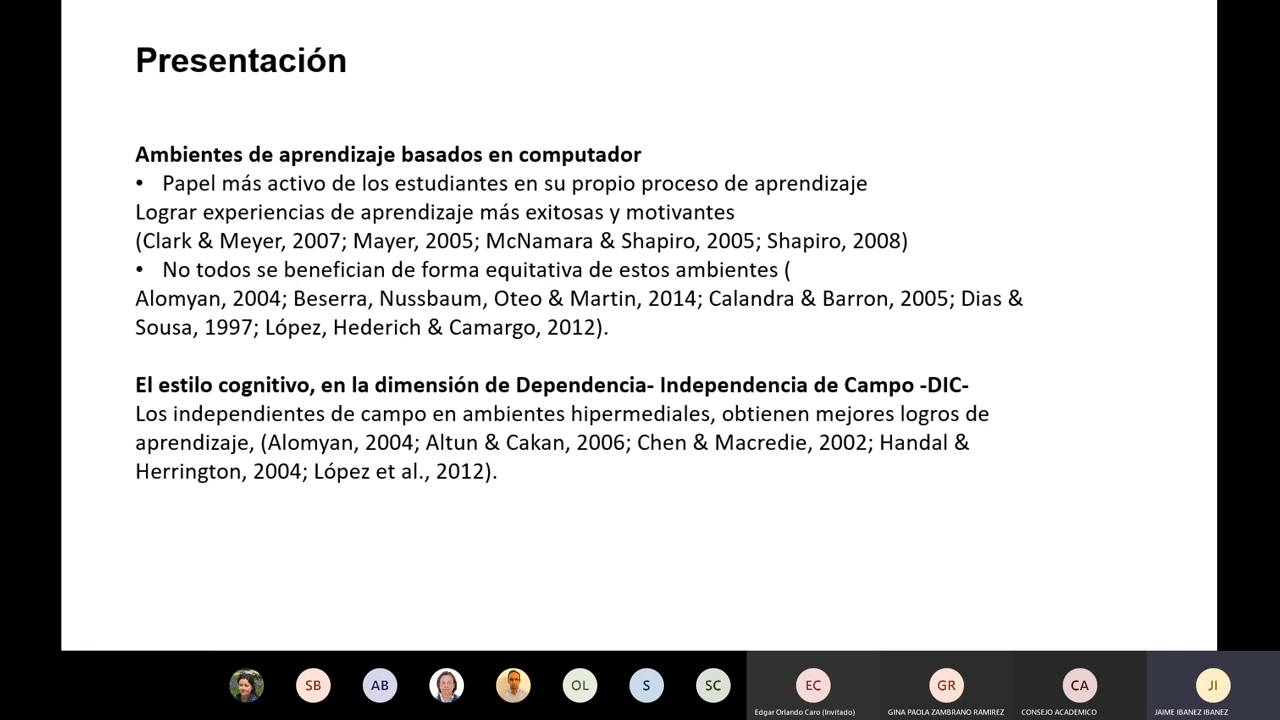 Presentación
Ambientes de aprendizaje basados en computador
• Papel más activo de los estudiantes en su propio proceso de aprendizaje
Lograr experiencias de aprendizaje más exitosas y motivantes
(Clark & Meyer, 2007; Mayer, 2005; McNamara & Shapiro, 2005; Shapiro, 2008)
• No todos se benefician de forma equitativa de estos ambientes (
Alomyan, 2004; Beserra, Nussbaum, Oteo & Martin, 2014; Calandra & Barron, 2005; Dias &
Sousa, 1997; López, Hederich & Camargo, 2012).
El estilo cognitivo, en la dimensión de Dependencia- Independencia de Campo -DIC-
Los independientes de campo en ambientes hipermediales, obtienen mejores logros de
aprendizaje, (Alomyan, 2004; Altun & Cakan, 2006; Chen & Macredie, 2002; Handal &
Herrington, 2004; López et al., 2012).
SB AB OL S SC EC GR CA JI
Edgar Orlando Caro (Invitado) GINA PAOLA ZAMBRANO RAMIREZ CONSEJO ACADEMICO JAIME IBANEZ IBANEZ